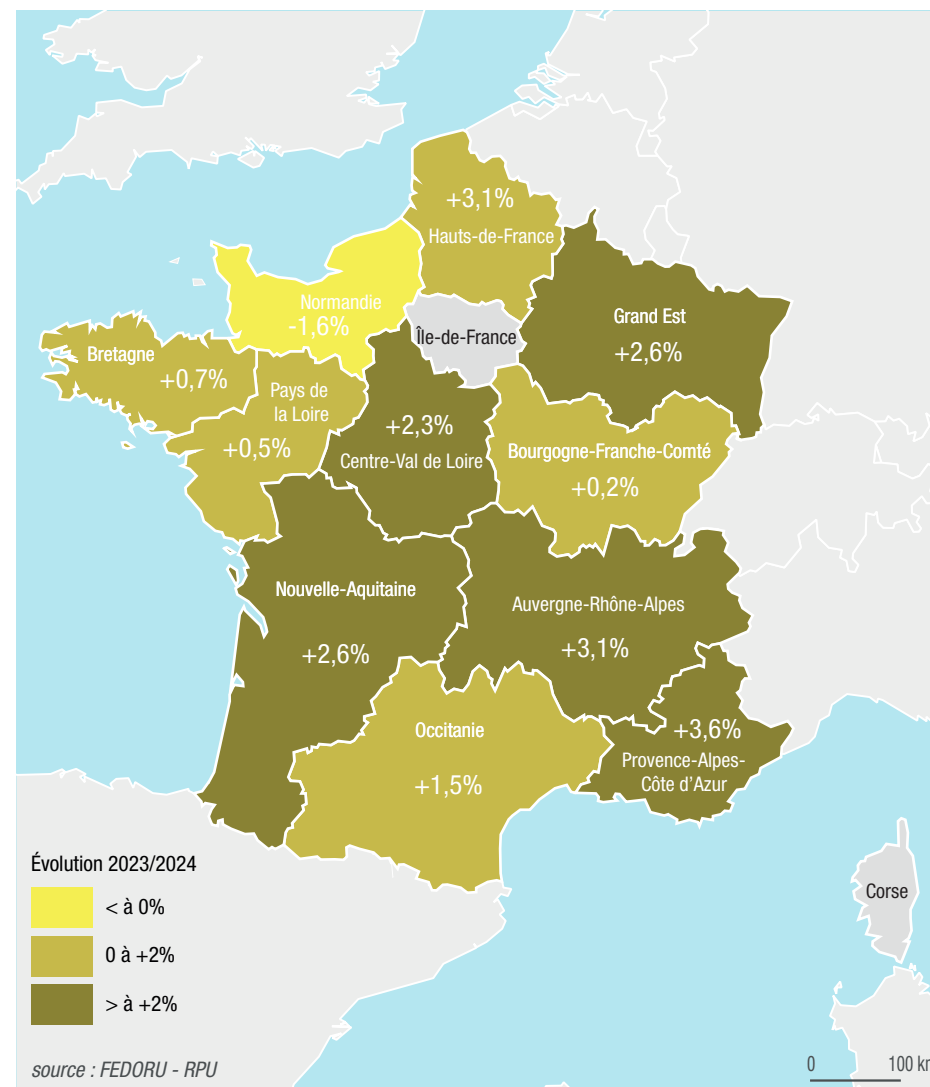 +3,1%
Hauts-de-France
Normandie
-1,6%
Île-de-France
Grand Est
+2,6%
Bretagne
+0,7%
Pays de
la Loire
+0,5%
+2,3%
Centre-Val de Loire
Bourgogne-Franche-Comté
+0,2%
Nouvelle-Aquitaine
+2,6%
Auvergne-Rhône-Alpes
+3,1%
+3,6%
Provence-Alpes-
Côte d'Azur
Occitanie
+1,5%
Corse
Évolution 2023/2024
< à 0%
0 à +2%
> à +2%
source : FEDORU - RPU
0 100 km